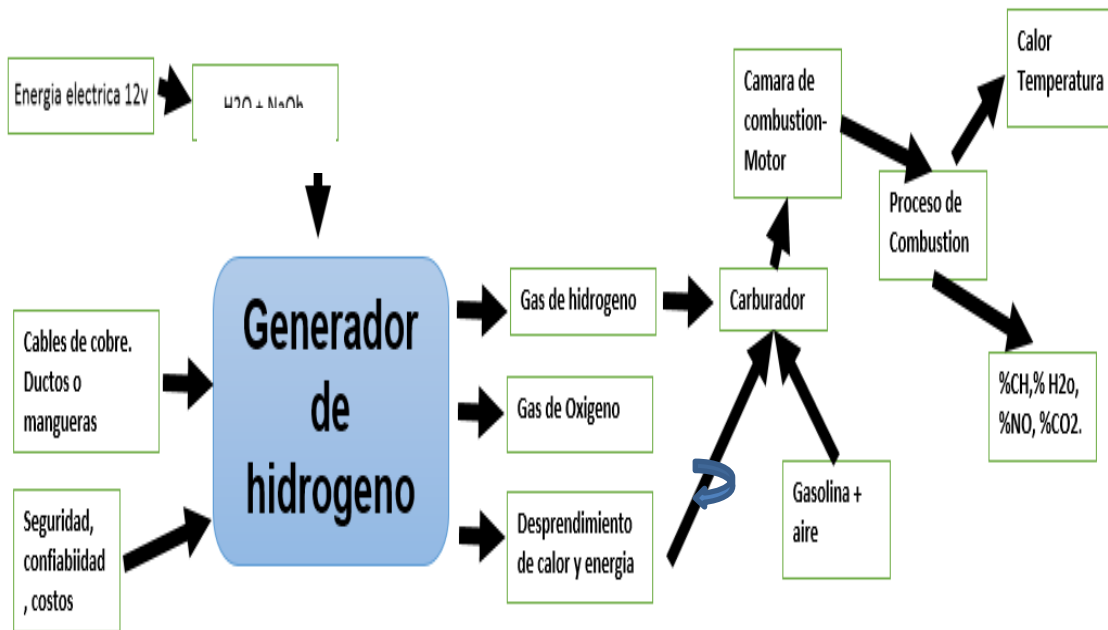 Energia electrica 12v
H2O + NaOh
Generador
de
hidrogeno
Cables de cobre.
Ductos o
mangueras
Seguridad,
confiabiidad
, costos
Gas de hidrogeno
Gas de Oxigeno
Desprendimiento
de calor y energia
Carburador
Gasolina +
aire
Camara de
combustion-
Motor
Proceso de
Combustion
Calor
Temperatura
%CH,% H2o,
%NO, %CO2.